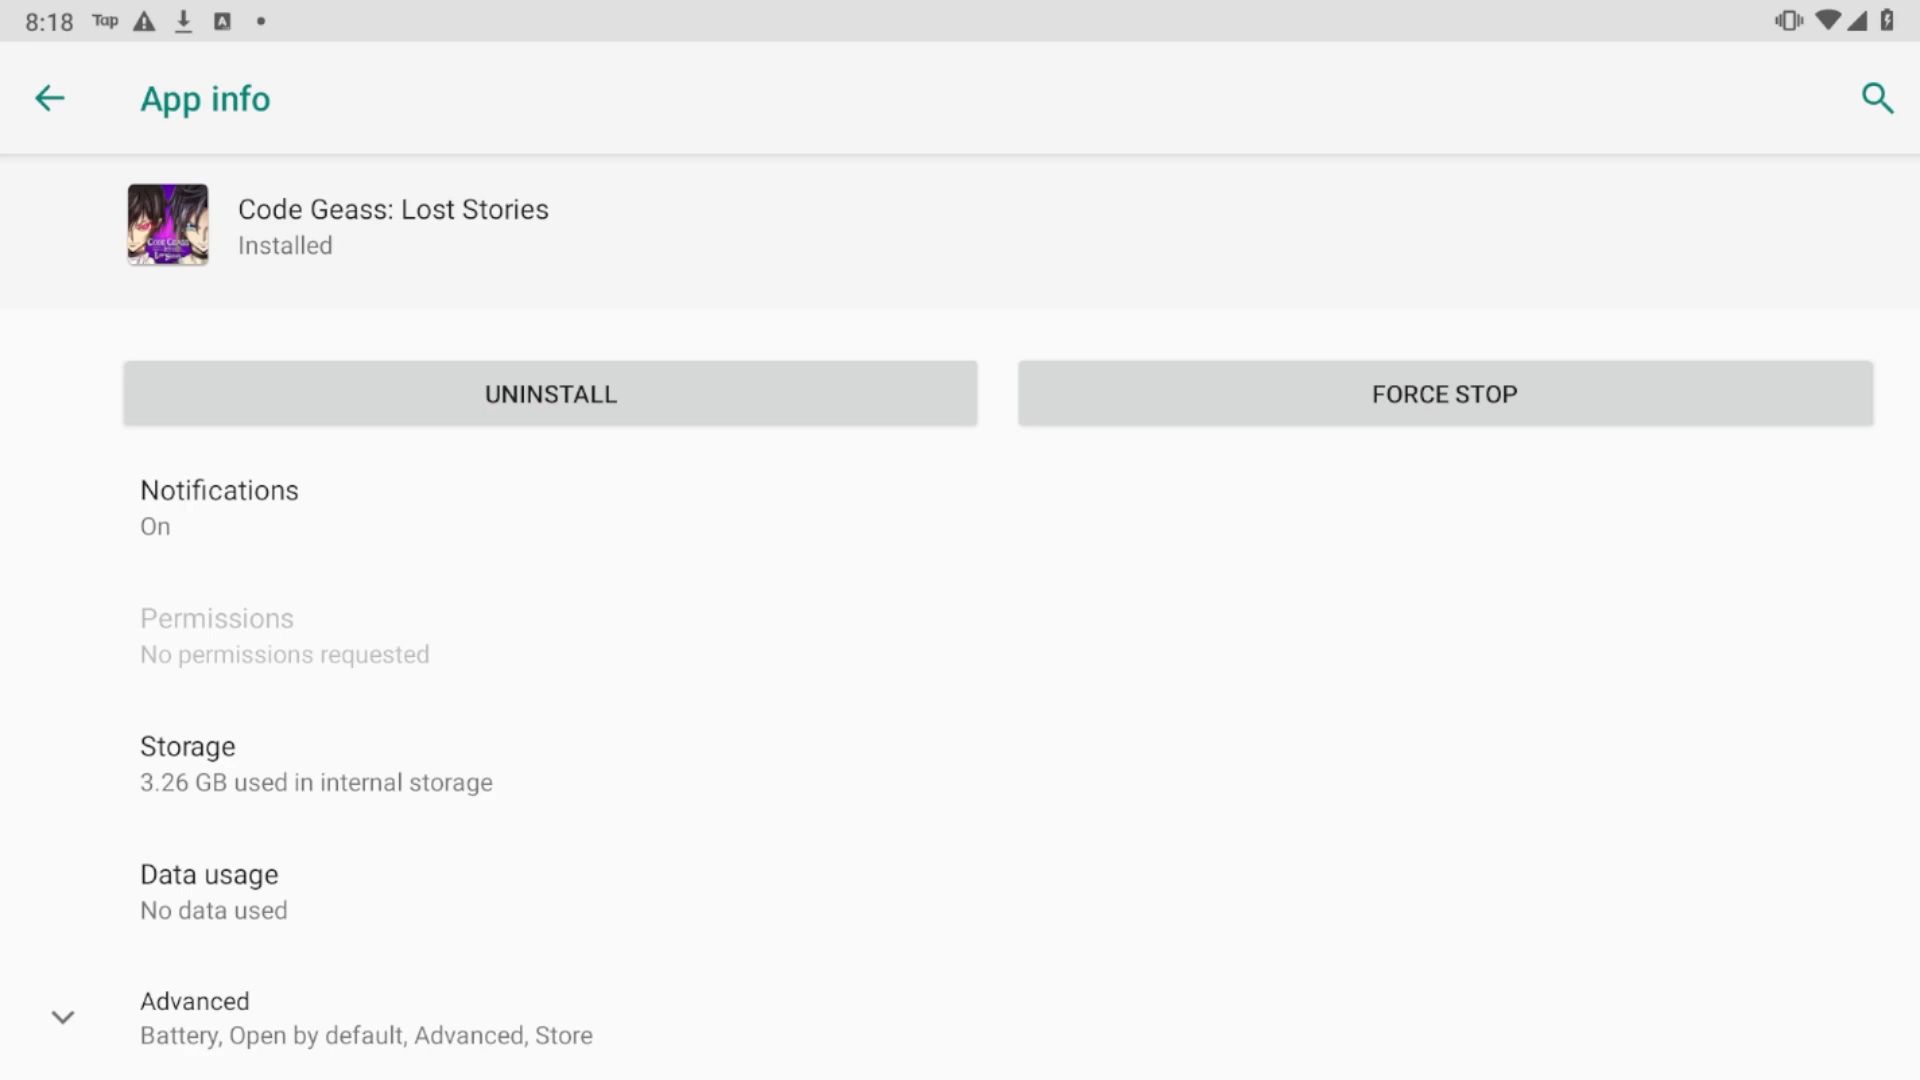 8:18 Tap
App info
Code Geass: Lost Stories
Installed
UNINSTALL
FORCE STOP
Notifications
On
Permissions
No permissions requested
Storage
3.26 GB used in internal storage
Data usage
No data used
Advanced
Battery, Open by default, Advanced, Store